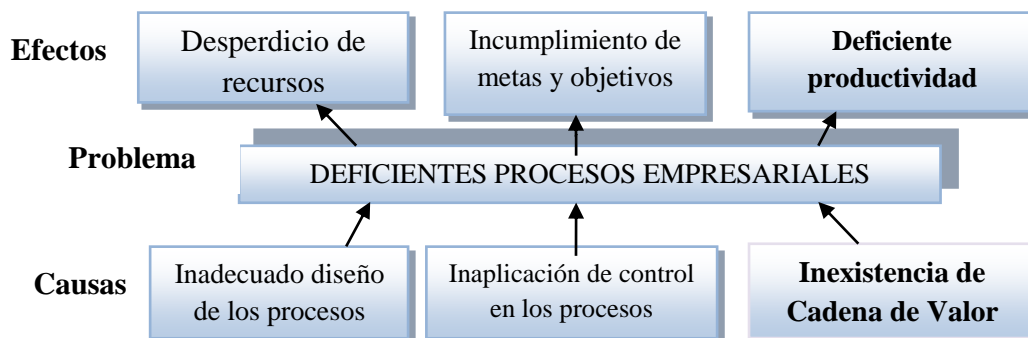 Efectos
Desperdicio de
recursos
Incumplimiento de
metas y objetivos
Deficiente
productividad
Problema
DEFICIENTES PROCESOS EMPRESARIALES
Causas
Inadecuado diseño
de los procesos
Inaplicación de control
en los procesos
Inexistencia de
Cadena de Valor